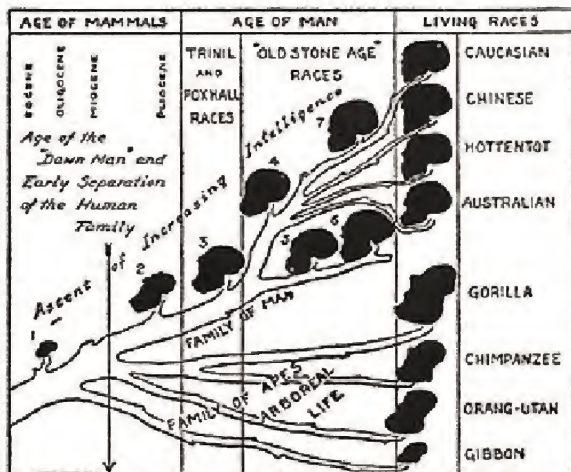 AGE OF MAMMALS
AGE OF MAN
LIVING RACES
EOCENE
OLIGOCENE
MIOCENE
PLIOCENE
TRINIL
AND
FOXHALL
RACES
"OLD STONE AGE"
RACES
Age of the
"Dawn Man" and
Early Separation
of the Human
Family
Ascent of Increasing Intelligence
1
2
3
4
5
6
7
FAMILY OF MAN
FAMILY OF APES
ARBOREAL
LIFE
CAUCASIAN
CHINESE
HOTTENTOT
AUSTRALIAN
GORILLA
CHIMPANZEE
ORANG-UTAN
GIBBON